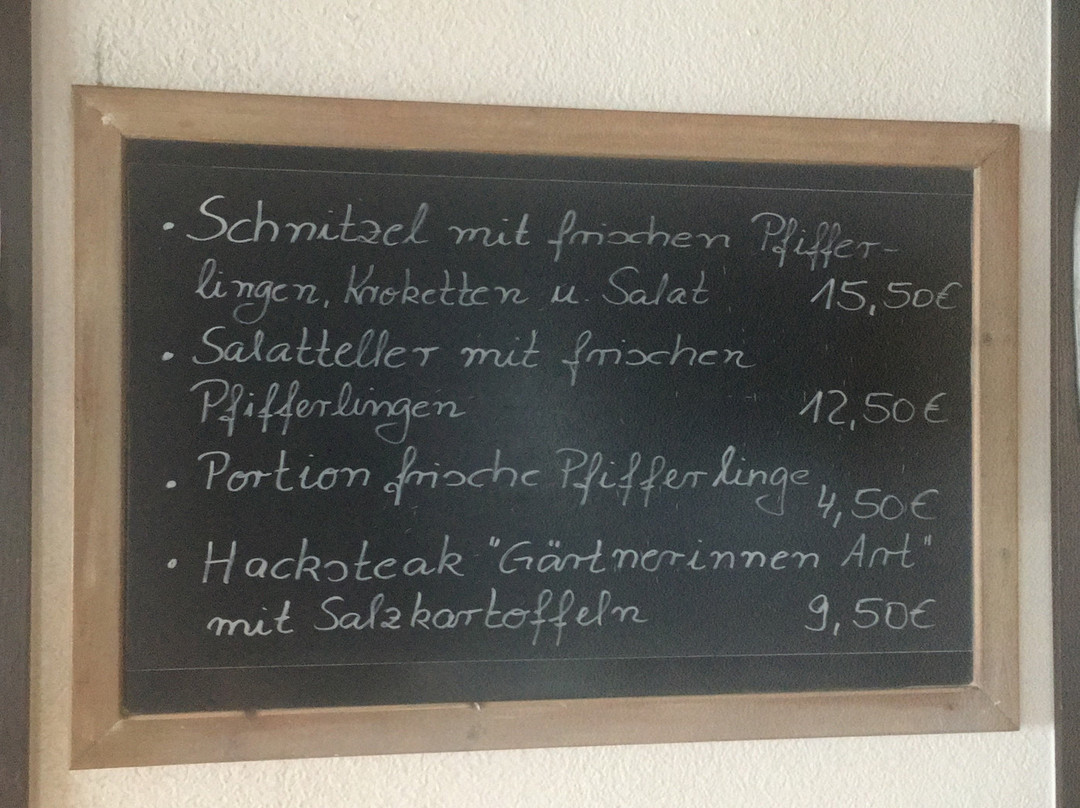 • Schnitzel mit frischen Pfiffer-
lingen, Kroketten u. Salat 15,50€
• Salatteller mit frischen
Pfifferlingen 12,50€
• Portion frische Pfifferlinge
4,50€
• Hacksteak "Gärtnerinnen Art"
mit Salzkartoffeln 9,50€